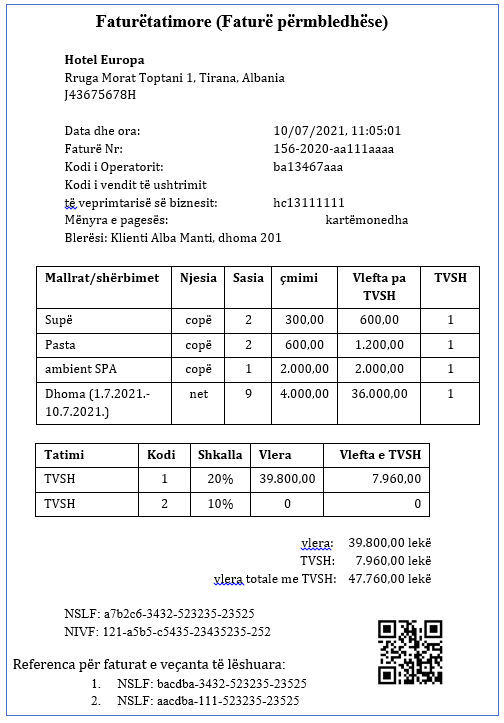 Faturëtatimore (Faturë përmbledhëse)
Hotel Europa
Rruga Morat Toptani 1, Tirana, Albania
J43675678H
Data dhe ora: 10/07/2021, 11:05:01
Faturë Nr: 156-2020-aa111aaaa
Kodi i Operatorit: ba13467aaa
Kodi i vendit të ushtrimit
të veprimtarisë së biznesit: hc13111111
Mënyra e pagesës: kartëmonedha
Blerësi: Klienti Alba Manti, dhoma 201
Mallrat/shërbimet Njesia Sasia çmimi Vlefta pa TVSH TVSH
Supë copë 2 300,00 600,00 1
Pasta copë 2 600,00 1.200,00 1
ambient SPA copë 1 2.000,00 2.000,00 1
Dhoma (1.7.2021.- net 9 4.000,00 36.000,00 1
10.7.2021.)
Tatimi Kodi Shkalla Vlera Vlefta e TVSH
TVSH 1 20% 39.800,00 7.960,00
TVSH 2 10% 0 0
vlera: 39.800,00 lekë
TVSH: 7.960,00 lekë
vlera totale me TVSH: 47.760,00 lekë
NSLF: a7b2c6-3432-523235-23525
NIVF: 121-a5b5-c5435-23435235-252
Referenca për faturat e veçanta të lëshuara:
1. NSLF: bacdba-3432-523235-23525
2. NSLF: aacdba-111-523235-23525